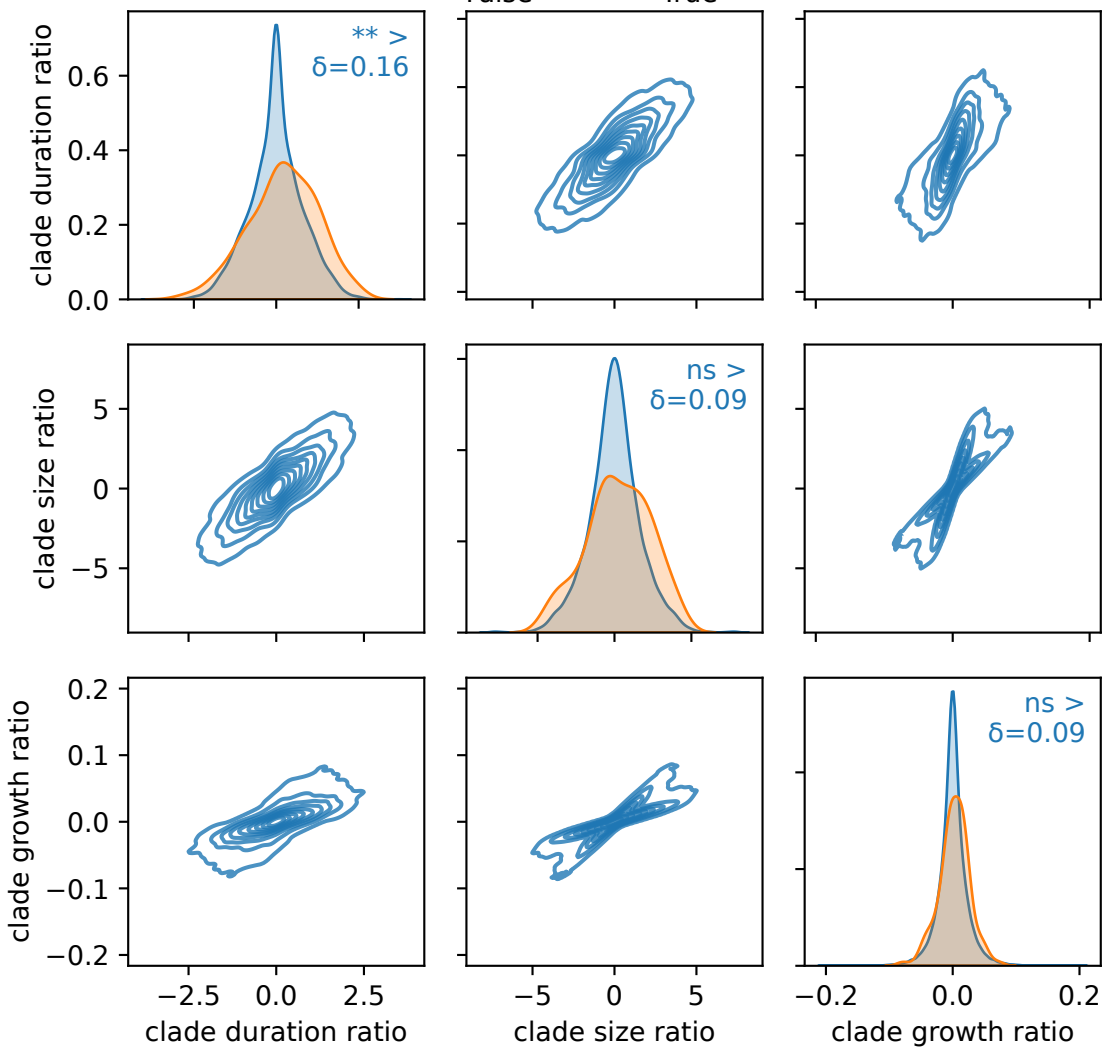 False True
clade duration ratio
0.6
0.4
0.2
0.0
** >
δ=0.16
clade size ratio
5
0
−5
ns >
δ=0.09
clade growth ratio
0.2
0.1
0.0
−0.1
−0.2
ns >
δ=0.09
−2.5 0.0 2.5
−5 0 5
−0.2 0.0 0.2
clade duration ratio
clade size ratio
clade growth ratio